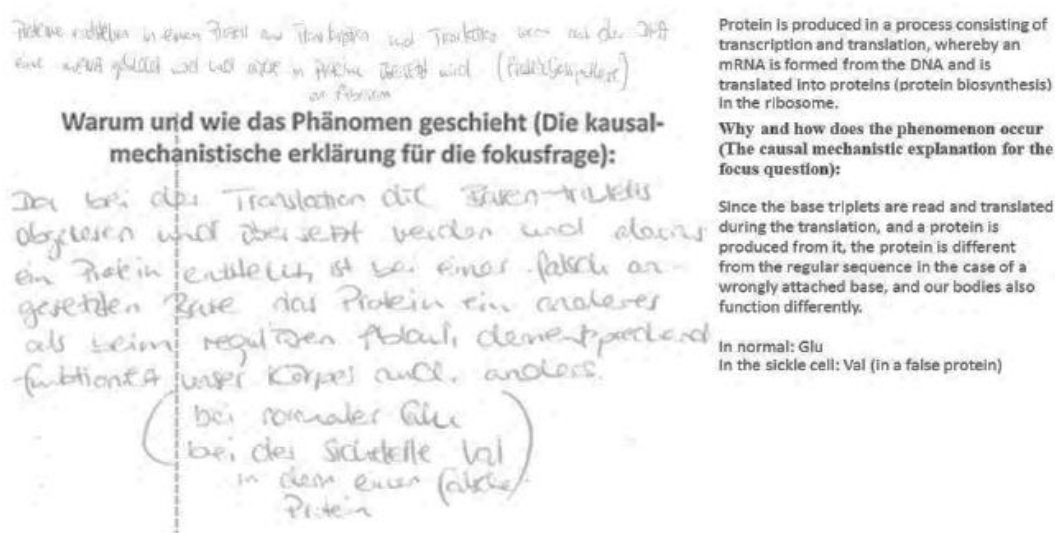 Proteine entstehen in einem Prozess aus Transkription und Translation wenn aus der DNA
eine mRNA gebildet wird und diese in Proteine übersetzt wird (Proteinbiosynthese)
am Ribosom
Warum und wie das Phänomen geschieht (Die kausal-
mechanistische erklärung für die fokusfrage):
Da bei der Translation die Basen-tripletts
abgelesen und übersetzt werden und daraus
ein Protein entsteht, ist bei einer falsch an-
gesetzten Base das Protein ein anderes
als beim regulären Ablauf, dementsprechend
funktioniert unser Körper auch anders.
(bei normaler Glu
bei der Sichelzelle Val
in dem einen falschen
Protein)
Protein is produced in a process consisting of
transcription and translation, whereby an
mRNA is formed from the DNA and is
translated into proteins (protein biosynthesis)
in the ribosome.
Why and how does the phenomenon occur
(The causal mechanistic explanation for the
focus question):
Since the base triplets are read and translated
during the translation, and a protein is
produced from it, the protein is different
from the regular sequence in the case of a
wrongly attached base, and our bodies also
function differently.
In normal: Glu
In the sickle cell: Val (in a false protein)